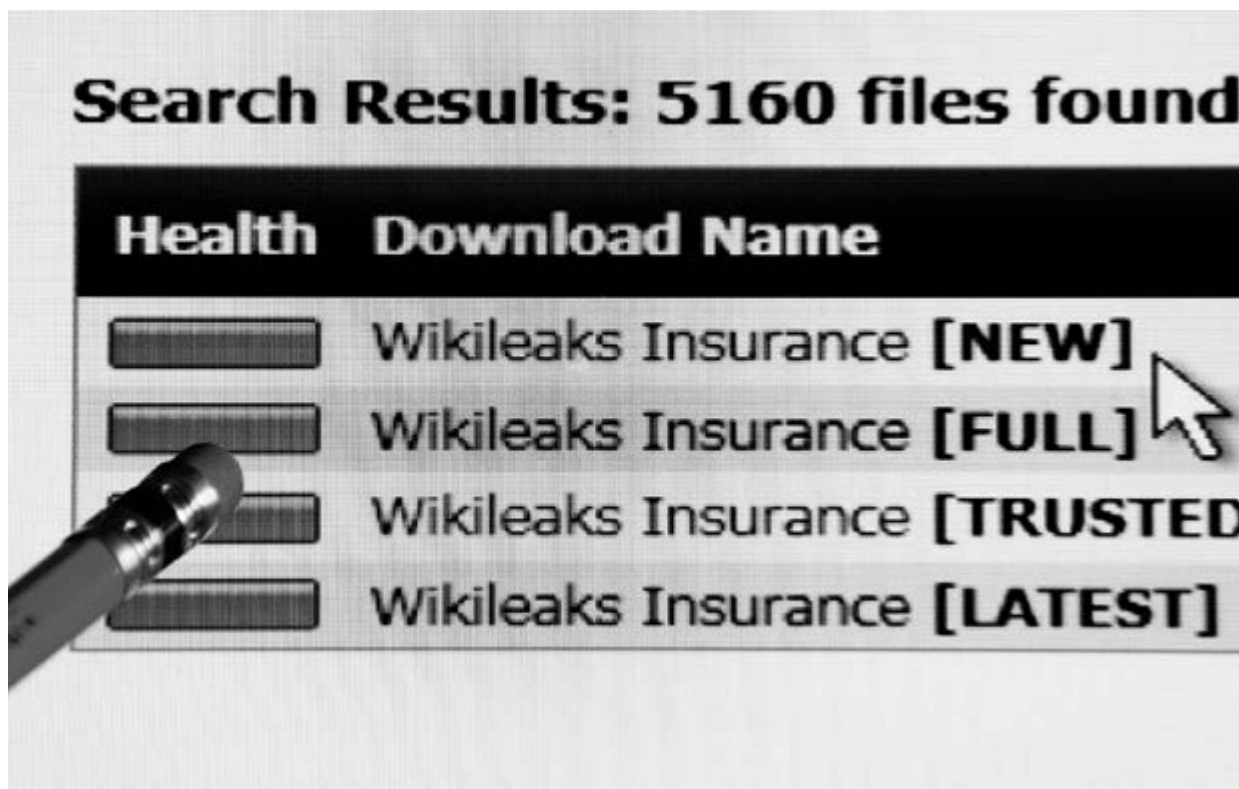 Search Results: 5160 files found
Health Download Name
Wikileaks Insurance [NEW]
Wikileaks Insurance [FULL]
Wikileaks Insurance [TRUSTED
Wikileaks Insurance [LATEST]